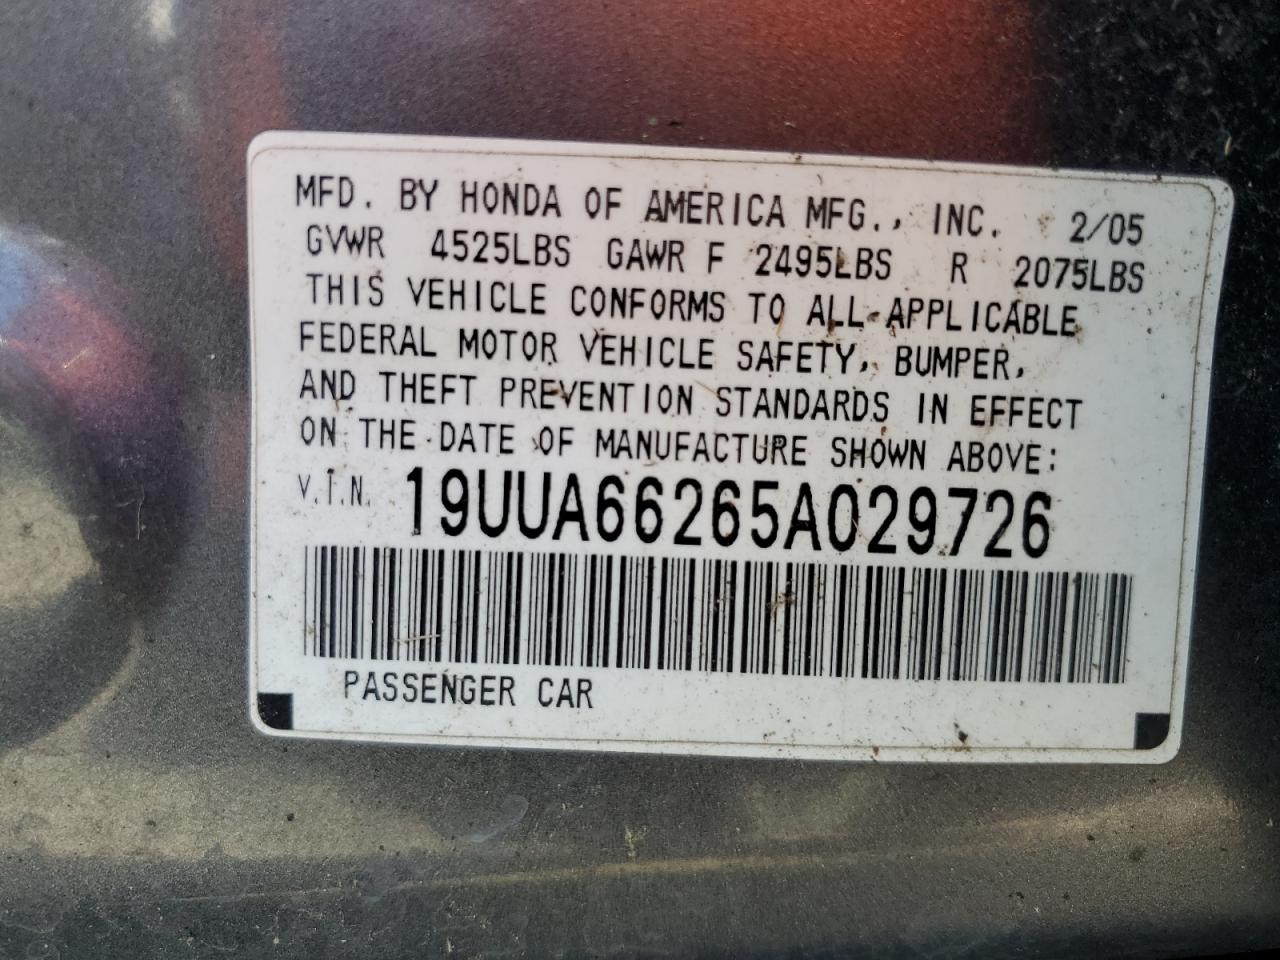 MFD. BY HONDA OF AMERICA MFG., INC. 2/05
GVWR 4525LBS GAWR F 2495LBS R 2075LBS
THIS VEHICLE CONFORMS TO ALL APPLICABLE
FEDERAL MOTOR VEHICLE SAFETY, BUMPER,
AND THEFT PREVENTION STANDARDS IN EFFECT
ON THE DATE OF MANUFACTURE SHOWN ABOVE:
V.I.N. 19UUA66265A029726
PASSENGER CAR